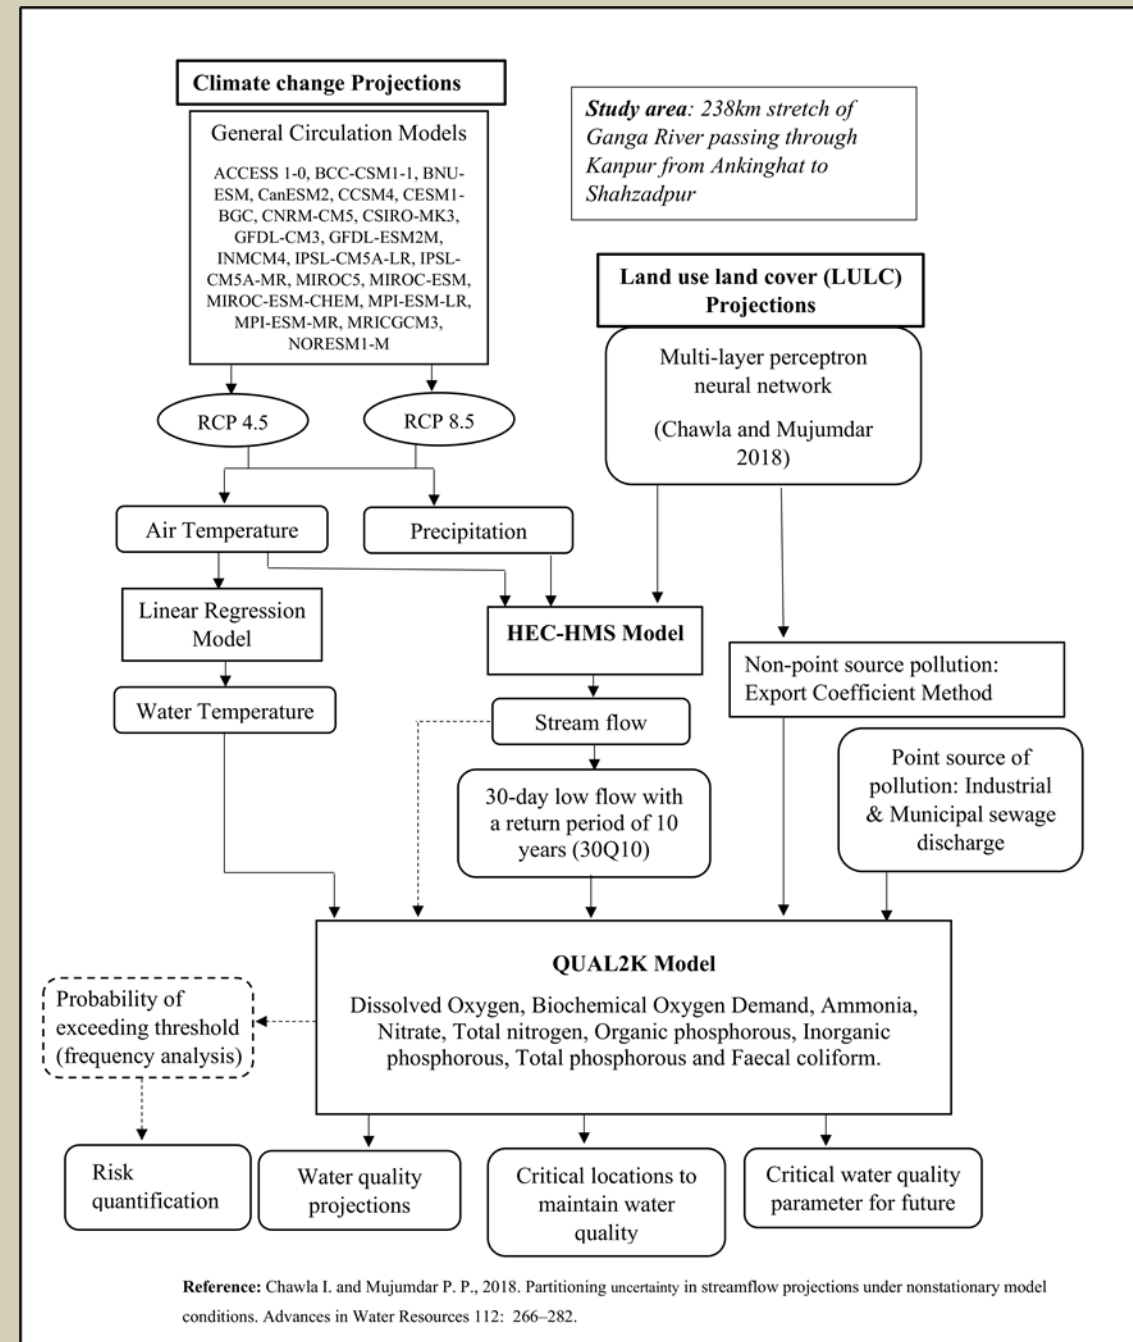 Climate change Projections
General Circulation Models
ACCESS 1-0, BCC-CSM1-1, BNU-
ESM, CanESM2, CCSM4, CESM1-
BGC, CNRM-CM5, CSIRO-MK3,
GFDL-CM3, GFDL-ESM2M,
INMCM4, IPSL-CM5A-LR, IPSL-
CM5A-MR, MIROC5, MIROC-ESM,
MIROC-ESM-CHEM, MPI-ESM-LR,
MPI-ESM-MR, MRICGCM3,
NORESM1-M
Study area: 238km stretch of
Ganga River passing through
Kanpur from Ankinghat to
Shahzadpur
Land use land cover (LULC)
Projections
Multi-layer perceptron
neural network
(Chawla and Mujumdar
2018)
RCP 4.5
RCP 8.5
Air Temperature
Precipitation
Linear Regression
Model
HEC-HMS Model
Non-point source pollution:
Export Coefficient Method
Water Temperature
Stream flow
Point source of
pollution: Industrial
& Municipal sewage
discharge
30-day low flow with
a return period of 10
years (30Q10)
QUAL2K Model
Dissolved Oxygen, Biochemical Oxygen Demand, Ammonia,
Nitrate, Total nitrogen, Organic phosphorous, Inorganic
phosphorous, Total phosphorous and Faecal coliform.
Probability of
exceeding threshold
(frequency analysis)
Risk
quantification
Water quality
projections
Critical locations to
maintain water
quality
Critical water quality
parameter for future
Reference: Chawla I. and Mujumdar P. P., 2018. Partitioning uncertainty in streamflow projections under nonstationary model
conditions. Advances in Water Resources 112: 266–282.